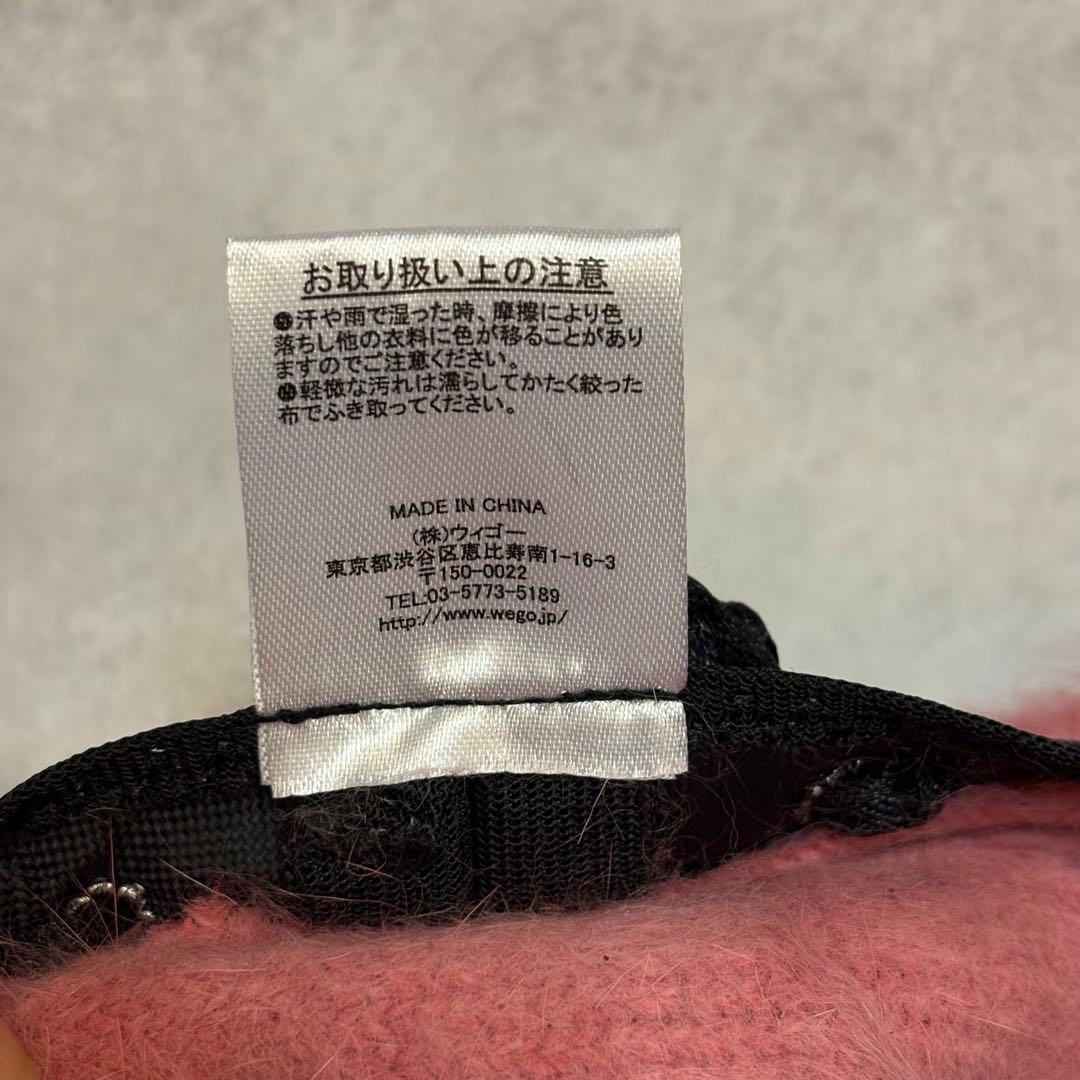 お取り扱い上の注意
●汗や雨で湿った時、摩擦により色
落ちし他の衣料に色が移ることがあり
ますのでご注意ください。
●軽微な汚れは濡らしてかたく絞った
布でふき取ってください。
MADE IN CHINA
(株)ウィゴー
東京都渋谷区恵比寿南1-16-3
〒150-0022
TEL:03-5773-5189
http://www.wego.jp/